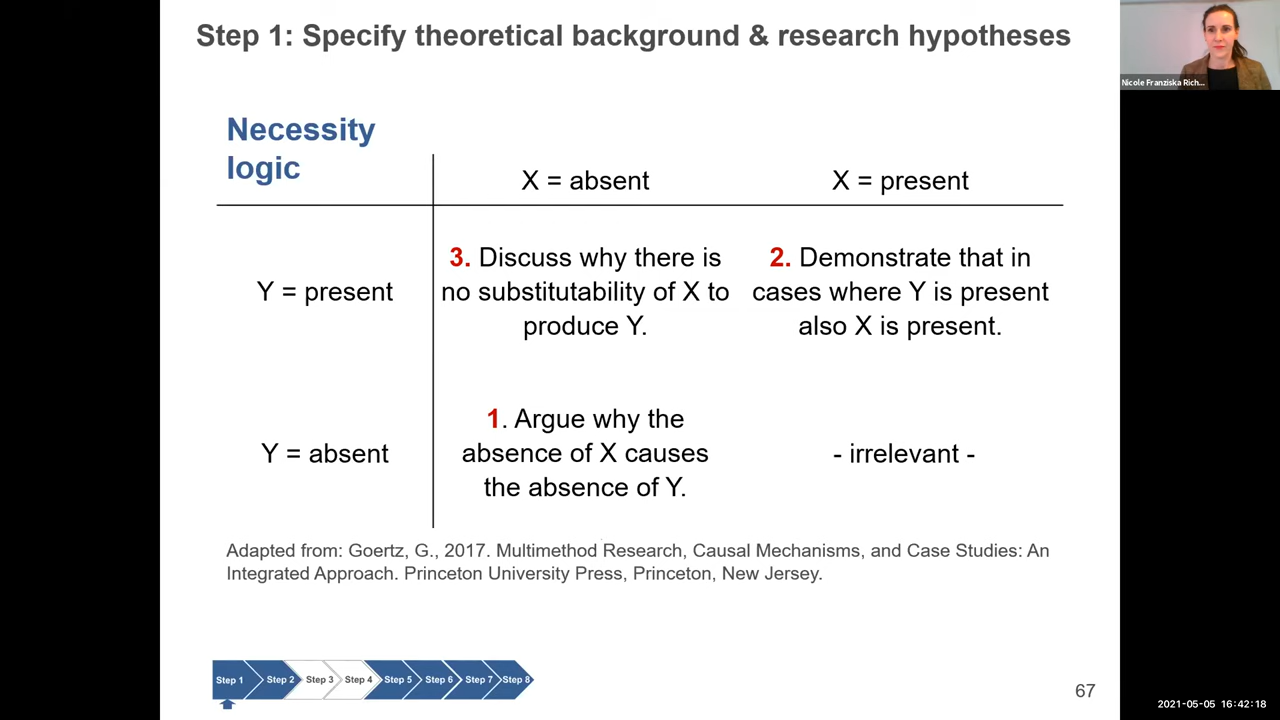 Step 1: Specify theoretical background & research hypotheses
Nicole Franziska Rich...
Necessity
logic
X = absent
X = present
Y = present
3. Discuss why there is
no substitutability of X to
produce Y.
2. Demonstrate that in
cases where Y is present
also X is present.
Y = absent
1. Argue why the
absence of X causes
the absence of Y.
- irrelevant -
Adapted from: Goertz, G., 2017. Multimethod Research, Causal Mechanisms, and Case Studies: An
Integrated Approach. Princeton University Press, Princeton, New Jersey.
Step 1 Step 2 Step 3 Step 4 Step 5 Step 6 Step 7 Step 8
67
2021-05-05 16:42:18